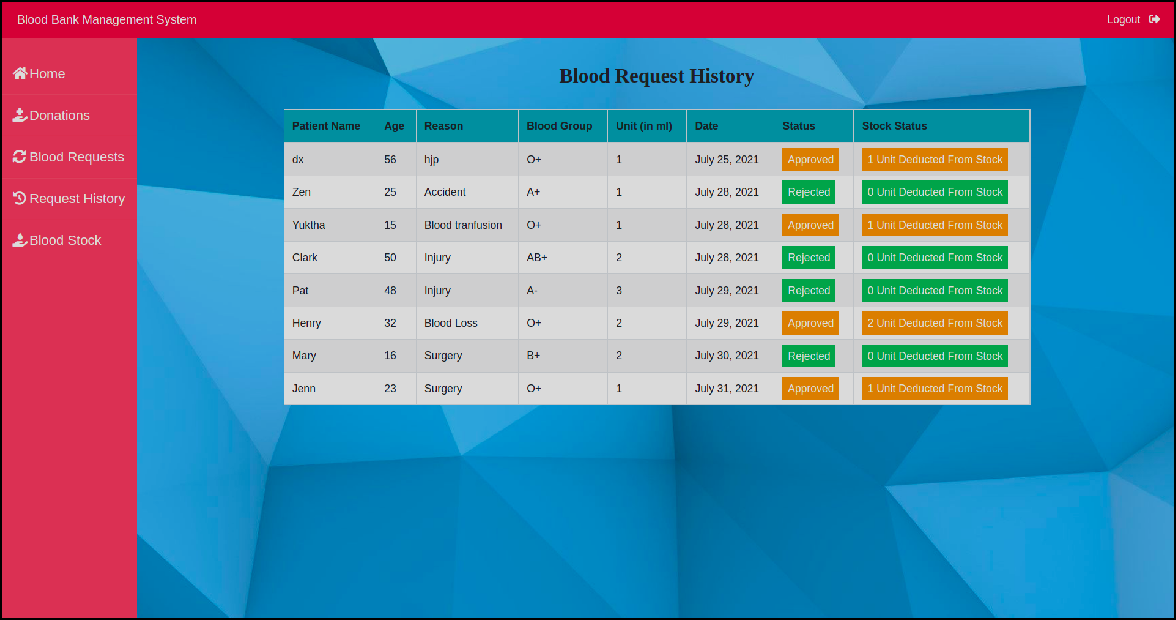 Blood Bank Management System Logout
Home
Donations
Blood Requests
Request History
Blood Stock
Blood Request History
Patient Name Age Reason Blood Group Unit (in ml) Date Status Stock Status
dx 56 hjp O+ 1 July 25, 2021 Approved 1 Unit Deducted From Stock
Zen 25 Accident A+ 1 July 28, 2021 Rejected 0 Unit Deducted From Stock
Yuktha 15 Blood tranfusion O+ 1 July 28, 2021 Approved 1 Unit Deducted From Stock
Clark 50 Injury AB+ 2 July 28, 2021 Rejected 0 Unit Deducted From Stock
Pat 48 Injury A- 3 July 29, 2021 Rejected 0 Unit Deducted From Stock
Henry 32 Blood Loss O+ 2 July 29, 2021 Approved 2 Unit Deducted From Stock
Mary 16 Surgery B+ 2 July 30, 2021 Rejected 0 Unit Deducted From Stock
Jenn 23 Surgery O+ 1 July 31, 2021 Approved 1 Unit Deducted From Stock